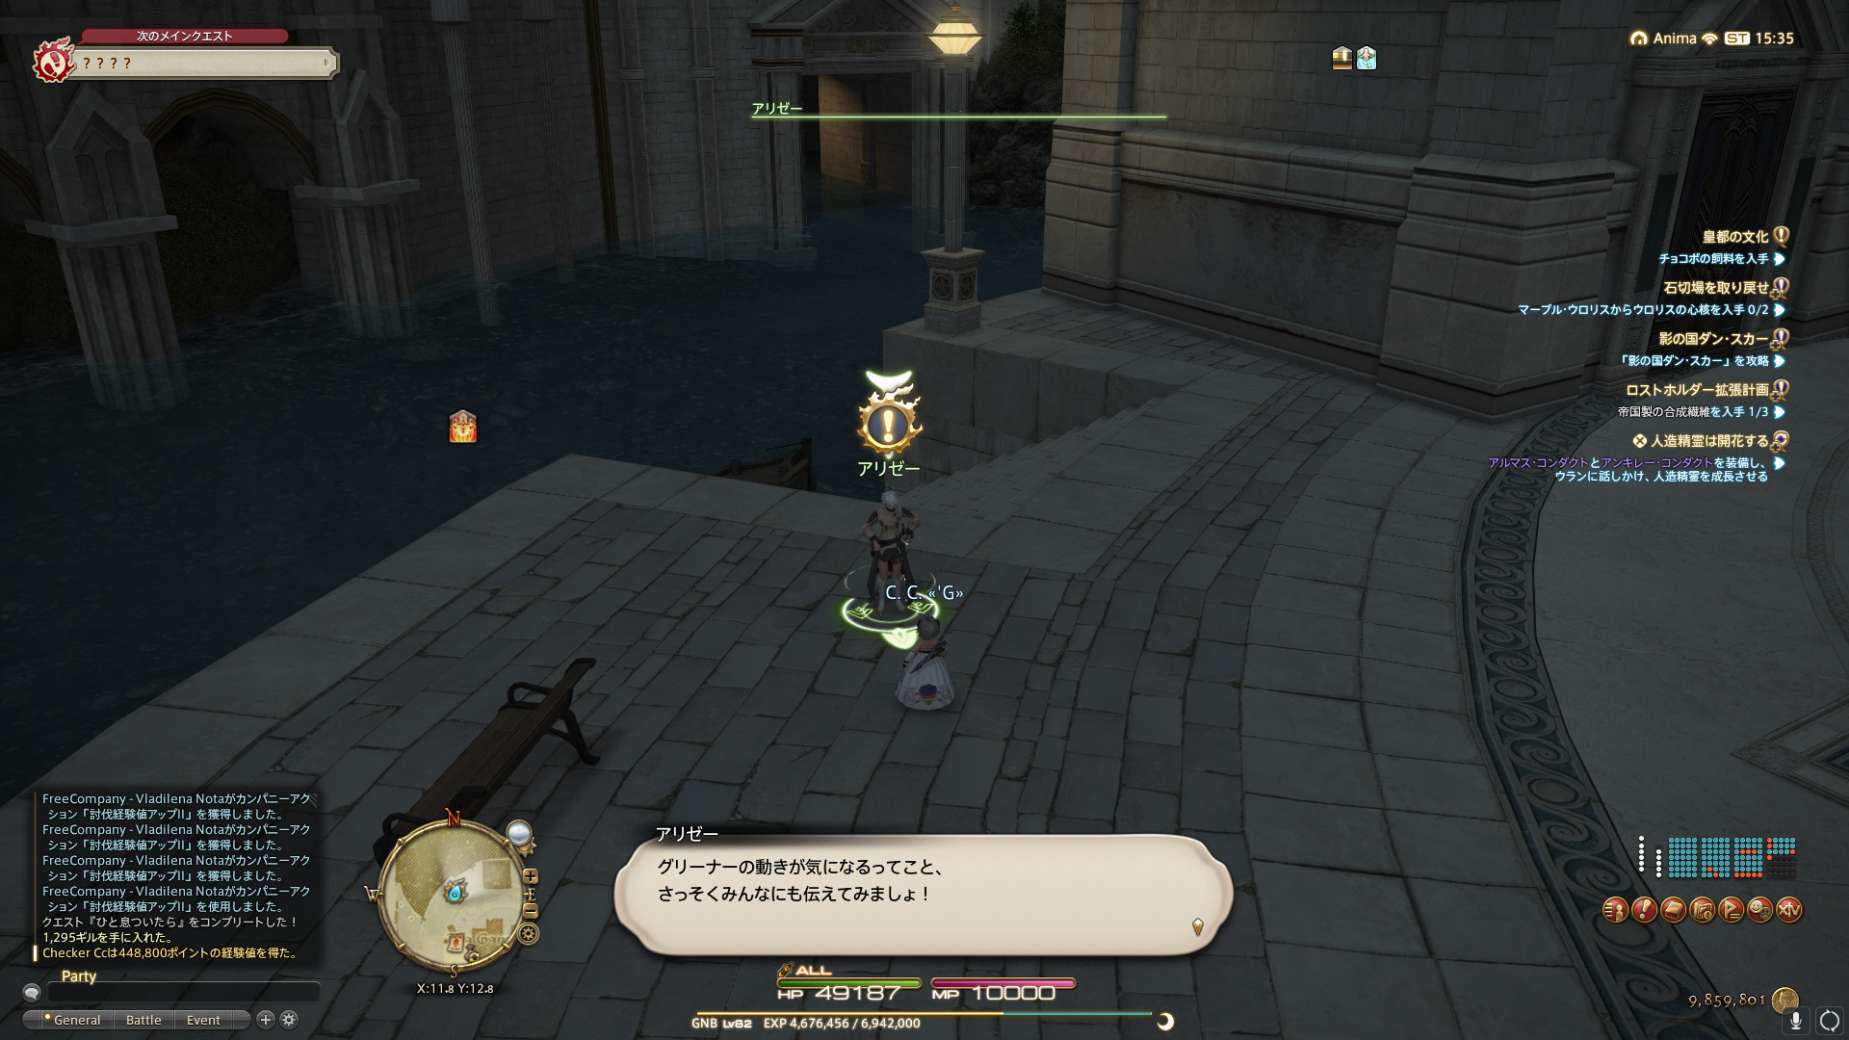 次のメインクエスト
????
アリゼー
Anima ST 15:35
皇都の文化
チョコボの飼料を入手
石切場を取り戻せ
マーブル・ウロリスからウロリスの心核を入手 0/2
影の国ダン・スカー
「影の国ダン・スカー」を攻略
ロストホルダー拡張計画
帝国製の合成繊維を入手 1/3
人造精霊は開花する
アルマス・コンダクトとアンキレー・コンダクトを装備し、
ウランに話しかけ、人造精霊を成長させる
アリゼー
C. C. «'G»
FreeCompany - Vladilena Notaがカンパニーアク
ション「討伐経験値アップII」を獲得しました。
FreeCompany - Vladilena Notaがカンパニーアク
ション「討伐経験値アップII」を獲得しました。
FreeCompany - Vladilena Notaがカンパニーアク
ション「討伐経験値アップII」を獲得しました。
FreeCompany - Vladilena Notaがカンパニーアク
ション「討伐経験値アップII」を使用しました。
クエスト『ひと息ついたら』をコンプリートした！
1,295ギルを手に入れた。
Checker Ccは448,800ポイントの経験値を得た。
Party
General Battle Event
N
W
E
S
X:11.8 Y:12.8
アリゼー
グリーナーの動きが気になるってこと、
さっそくみんなにも伝えてみましょ！
ALL
HP 49187 MP 10000
GNB Lv82 EXP 4,676,456 / 6,942,000
XIV
9,859,801